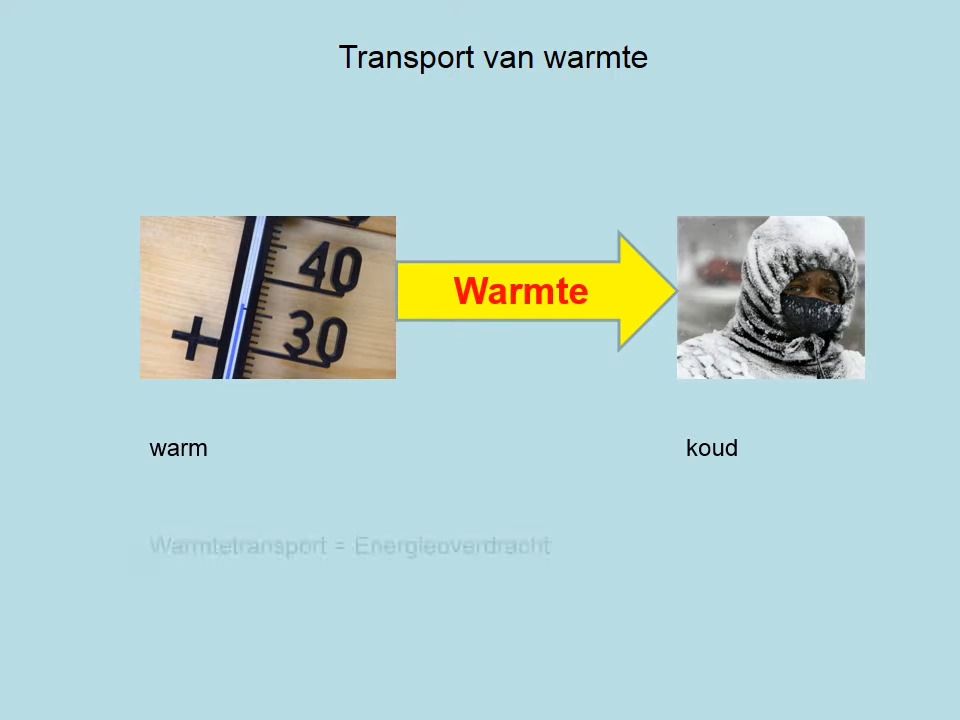 Transport van warmte
40
30
+
Warmte
warm
koud
Warmtetransport = Energieoverdracht